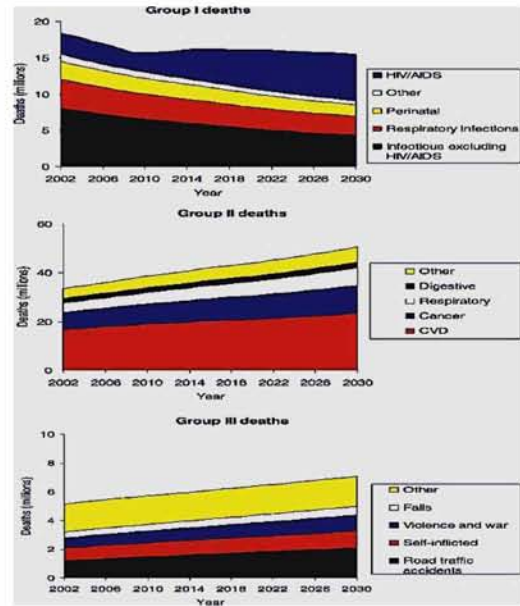 Group I deaths
20
15
10
5
0
Deaths (millions)
2002 2006 2010 2014 2018 2022 2026 2030
Year
HIV/AIDS
Other
Perinatal
Respiratory Infections
Infectious excluding
HIV/AIDS
Group II deaths
60
40
20
0
Deaths (millions)
2002 2006 2010 2014 2018 2022 2026 2030
Year
Other
Digestive
Respiratory
Cancer
CVD
Group III deaths
10
8
6
4
2
0
Deaths (millions)
2002 2006 2010 2014 2018 2022 2026 2030
Year
Other
Falls
Violence and war
Self-inflicted
Road traffic
accidents